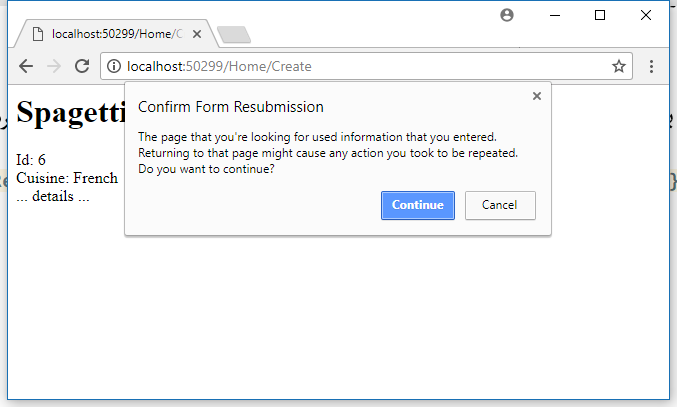 localhost:50299/Home/C
localhost:50299/Home/Create
Spagetti
Confirm Form Resubmission
The page that you're looking for used information that you entered.
Returning to that page might cause any action you took to be repeated.
Do you want to continue?
Continue
Cancel
Id: 6
Cuisine: French
... details ...